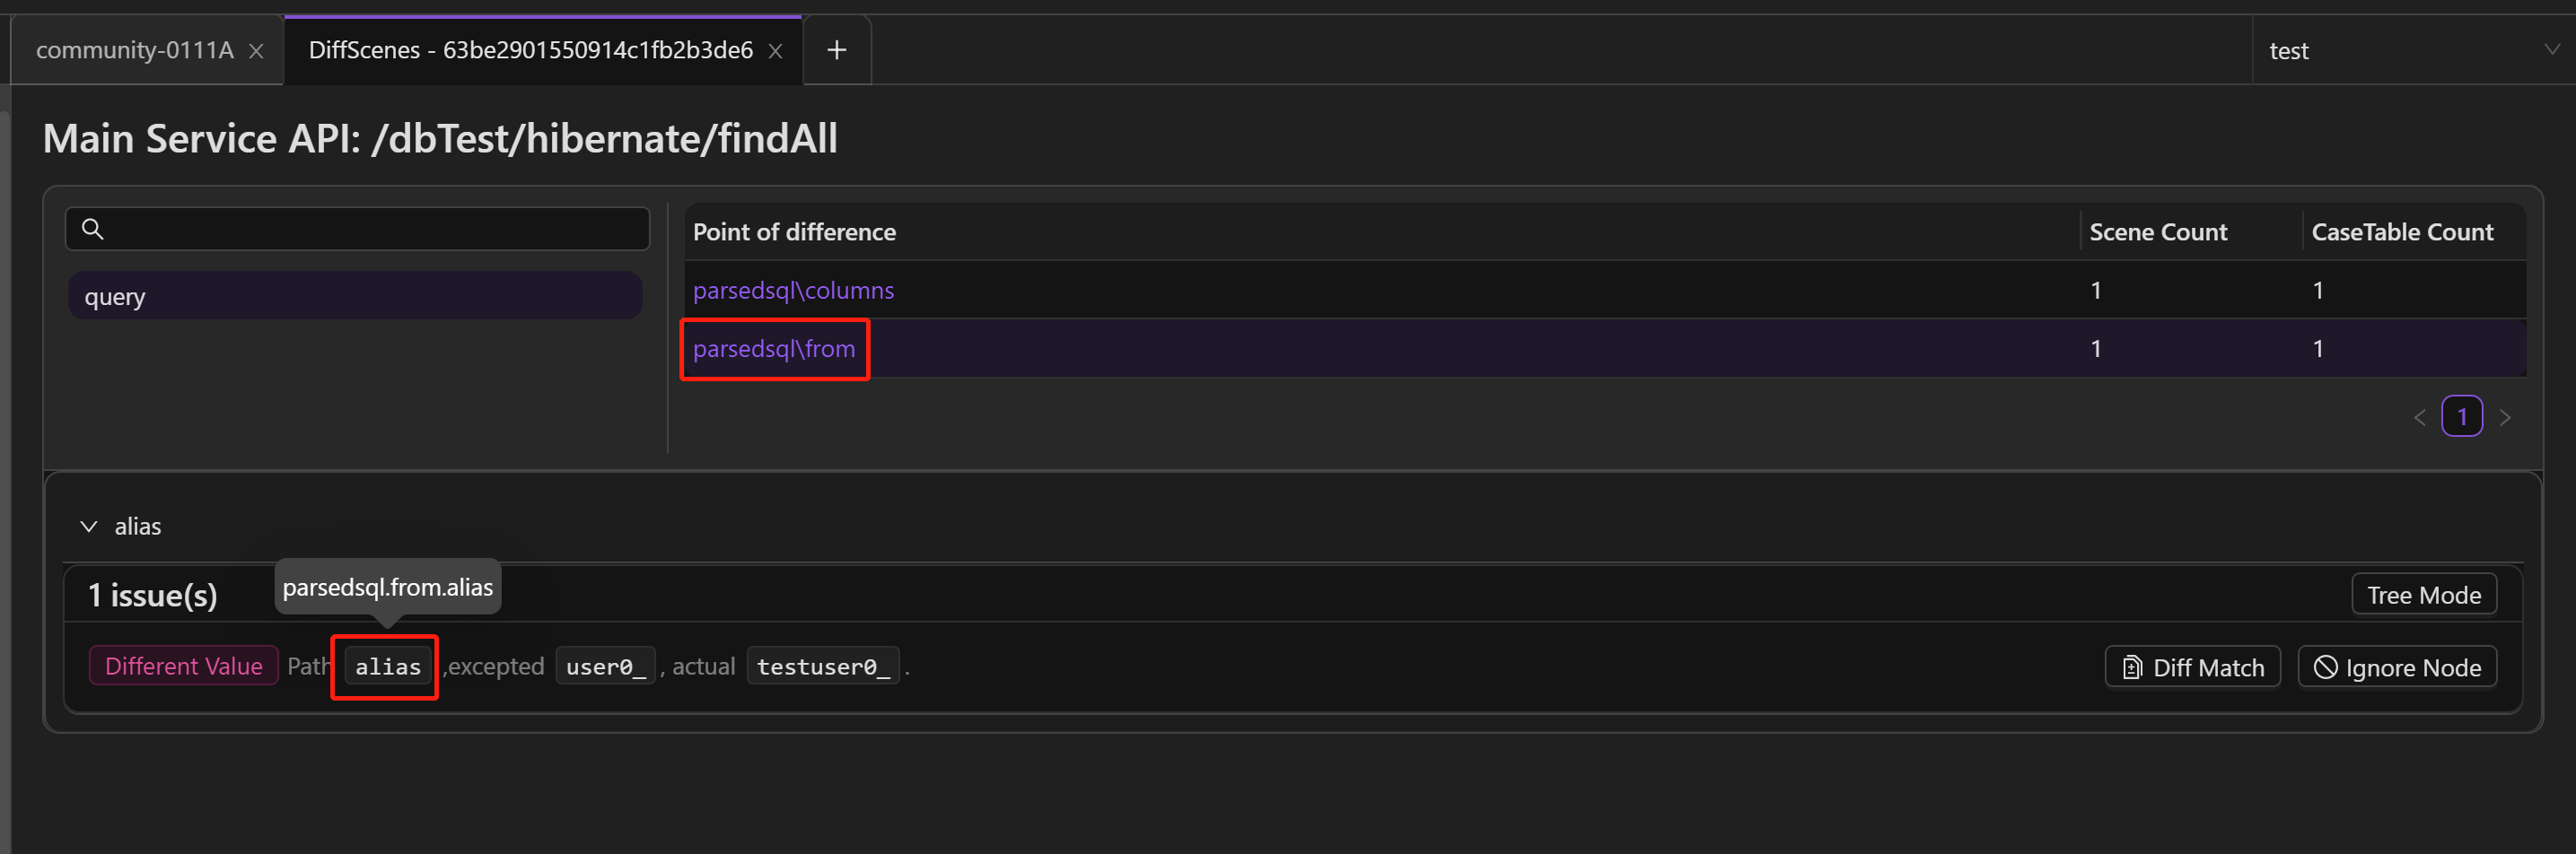 community-0111A
DiffScenes - 63be2901550914c1fb2b3de6
test
Main Service API: /dbTest/hibernate/findAll
query
Point of difference Scene Count CaseTable Count
parsedsql\columns 1 1
parsedsql\from 1 1
1
alias
parsedsql.from.alias
1 issue(s) Tree Mode
Different Value Path alias ,excepted user0_ , actual testuser0_ . Diff Match Ignore Node